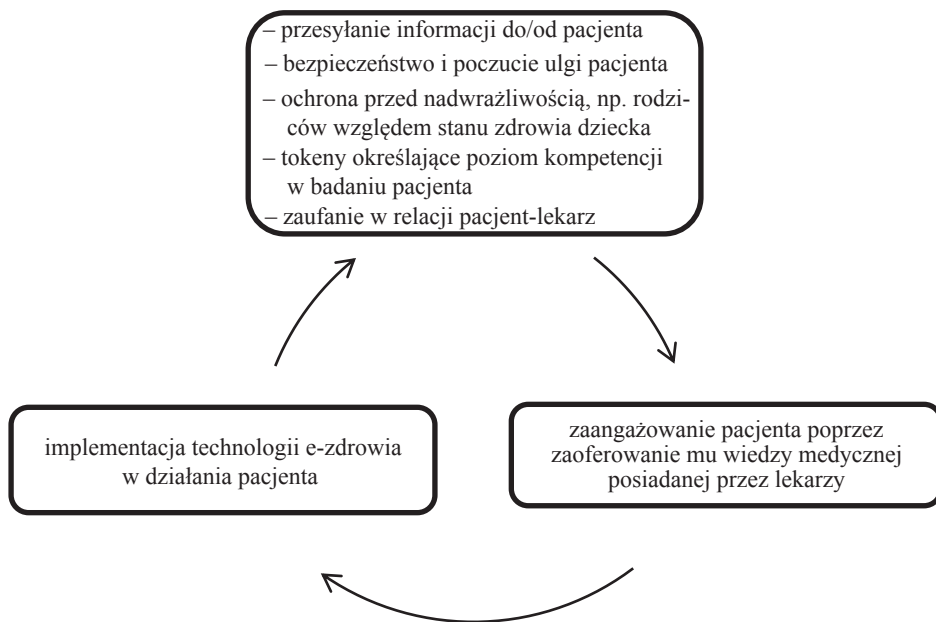 – przesyłanie informacji do/od pacjenta
– bezpieczeństwo i poczucie ulgi pacjenta
– ochrona przed nadwrażliwością, np. rodzi-
ców względem stanu zdrowia dziecka
– tokeny określające poziom kompetencji
w badaniu pacjenta
– zaufanie w relacji pacjent-lekarz
implementacja technologii e-zdrowia
w działania pacjenta
zaangażowanie pacjenta poprzez
zaoferowanie mu wiedzy medycznej
posiadanej przez lekarzy